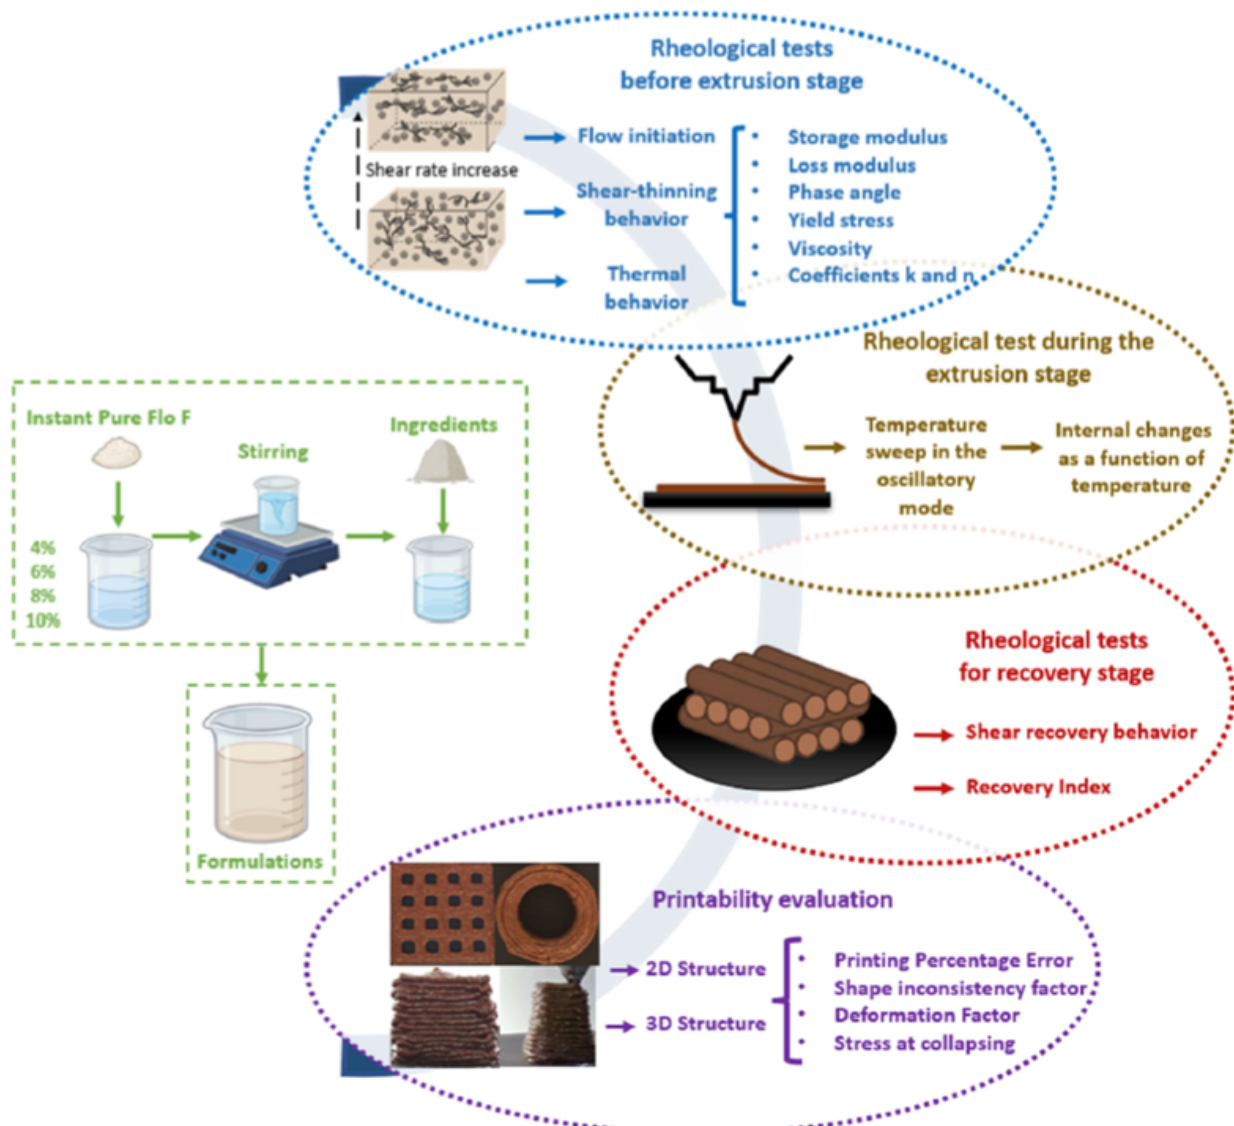 Rheological tests
before extrusion stage
Shear rate increase
Flow initiation
Shear-thinning
behavior
Thermal
behavior
• Storage modulus
• Loss modulus
• Phase angle
• Yield stress
• Viscosity
• Coefficients k and n
Rheological test during the
extrusion stage
Temperature
sweep in the
oscillatory
mode
Internal changes
as a function of
temperature
Instant Pure Flo F
Stirring
Ingredients
4%
6%
8%
10%
Formulations
Rheological tests
for recovery stage
Shear recovery behavior
Recovery Index
Printability evaluation
2D Structure
3D Structure
• Printing Percentage Error
• Shape inconsistency factor
• Deformation Factor
• Stress at collapsing